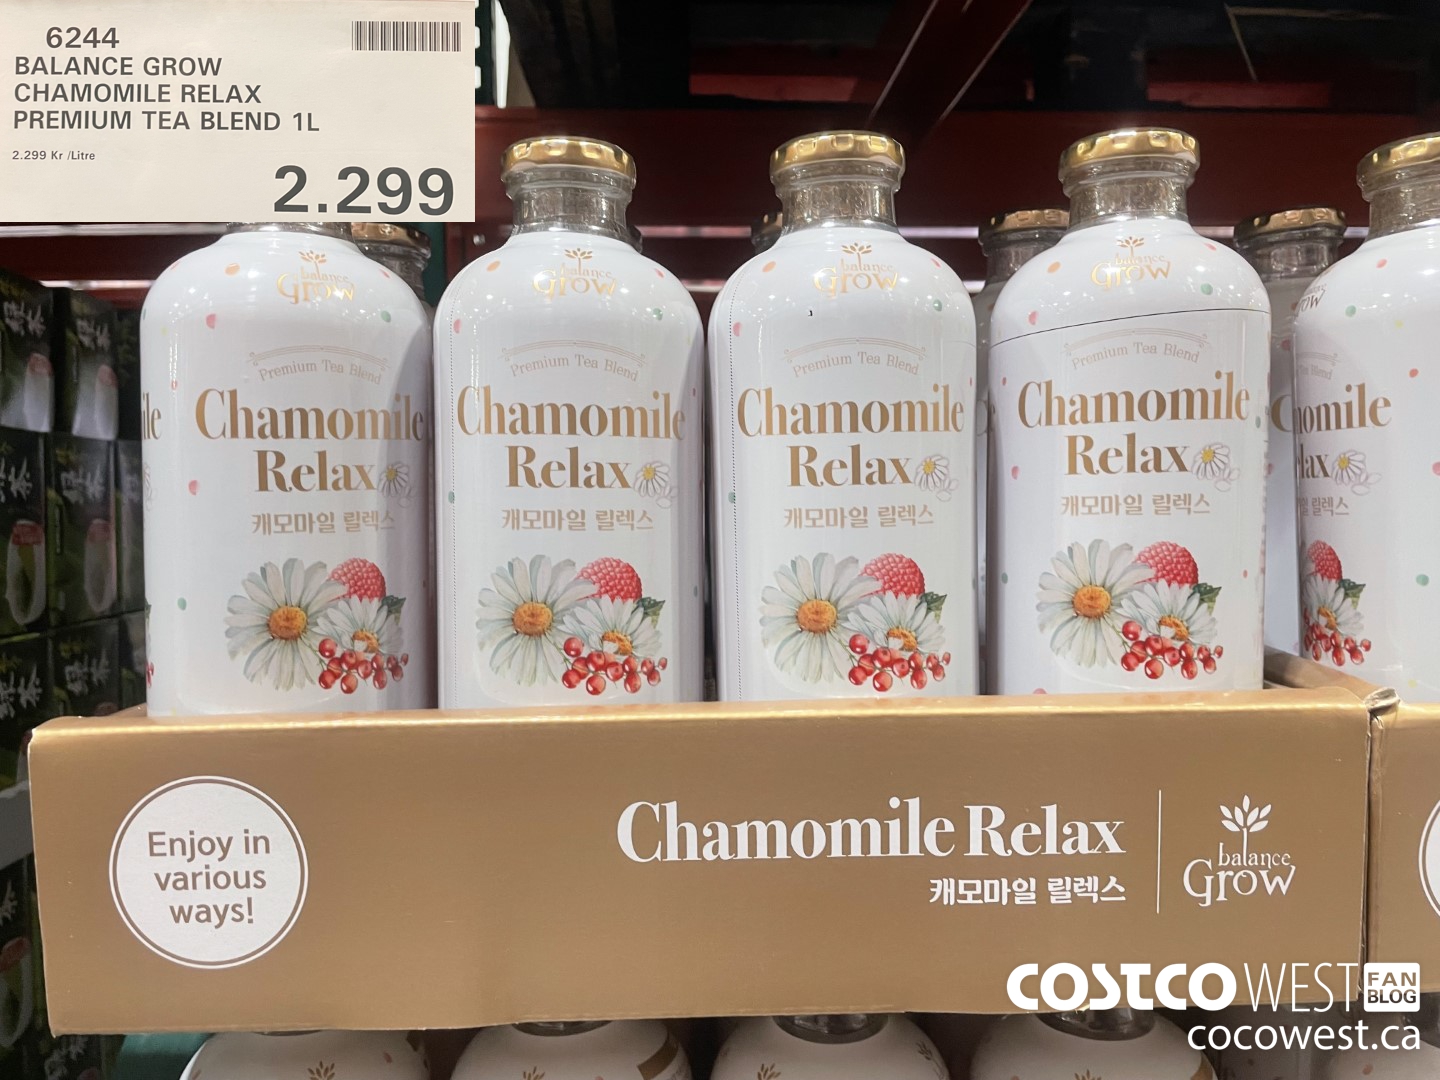 6244
BALANCE GROW
CHAMOMILE RELAX
PREMIUM TEA BLEND 1L
2.299 Kr /Litre
2.299
balance
Grow
Premium Tea Blend
Chamomile
Relax
캐모마일 릴렉스
balance
Grow
Premium Tea Blend
Chamomile
Relax
캐모마일 릴렉스
balance
Grow
Premium Tea Blend
Chamomile
Relax
캐모마일 릴렉스
balance
Grow
Premium Tea Blend
Chamomile
Relax
캐모마일 릴렉스
Enjoy in
various
ways!
Chamomile Relax
캐모마일 릴렉스
balance
Grow
COSTCO WEST FAN BLOG
cocowest.ca